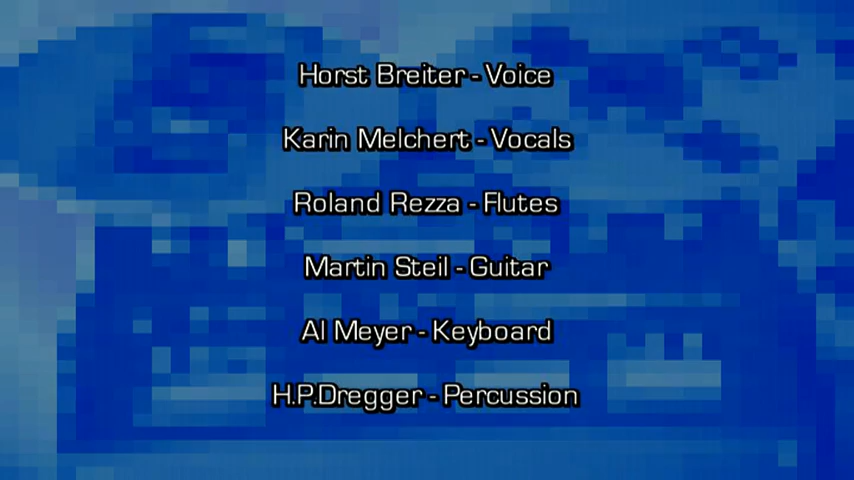 Horst Breiter - Voice
Karin Melchert - Vocals
Roland Rezza - Flutes
Martin Steil - Guitar
Al Meyer - Keyboard
H.P.Dregger - Percussion